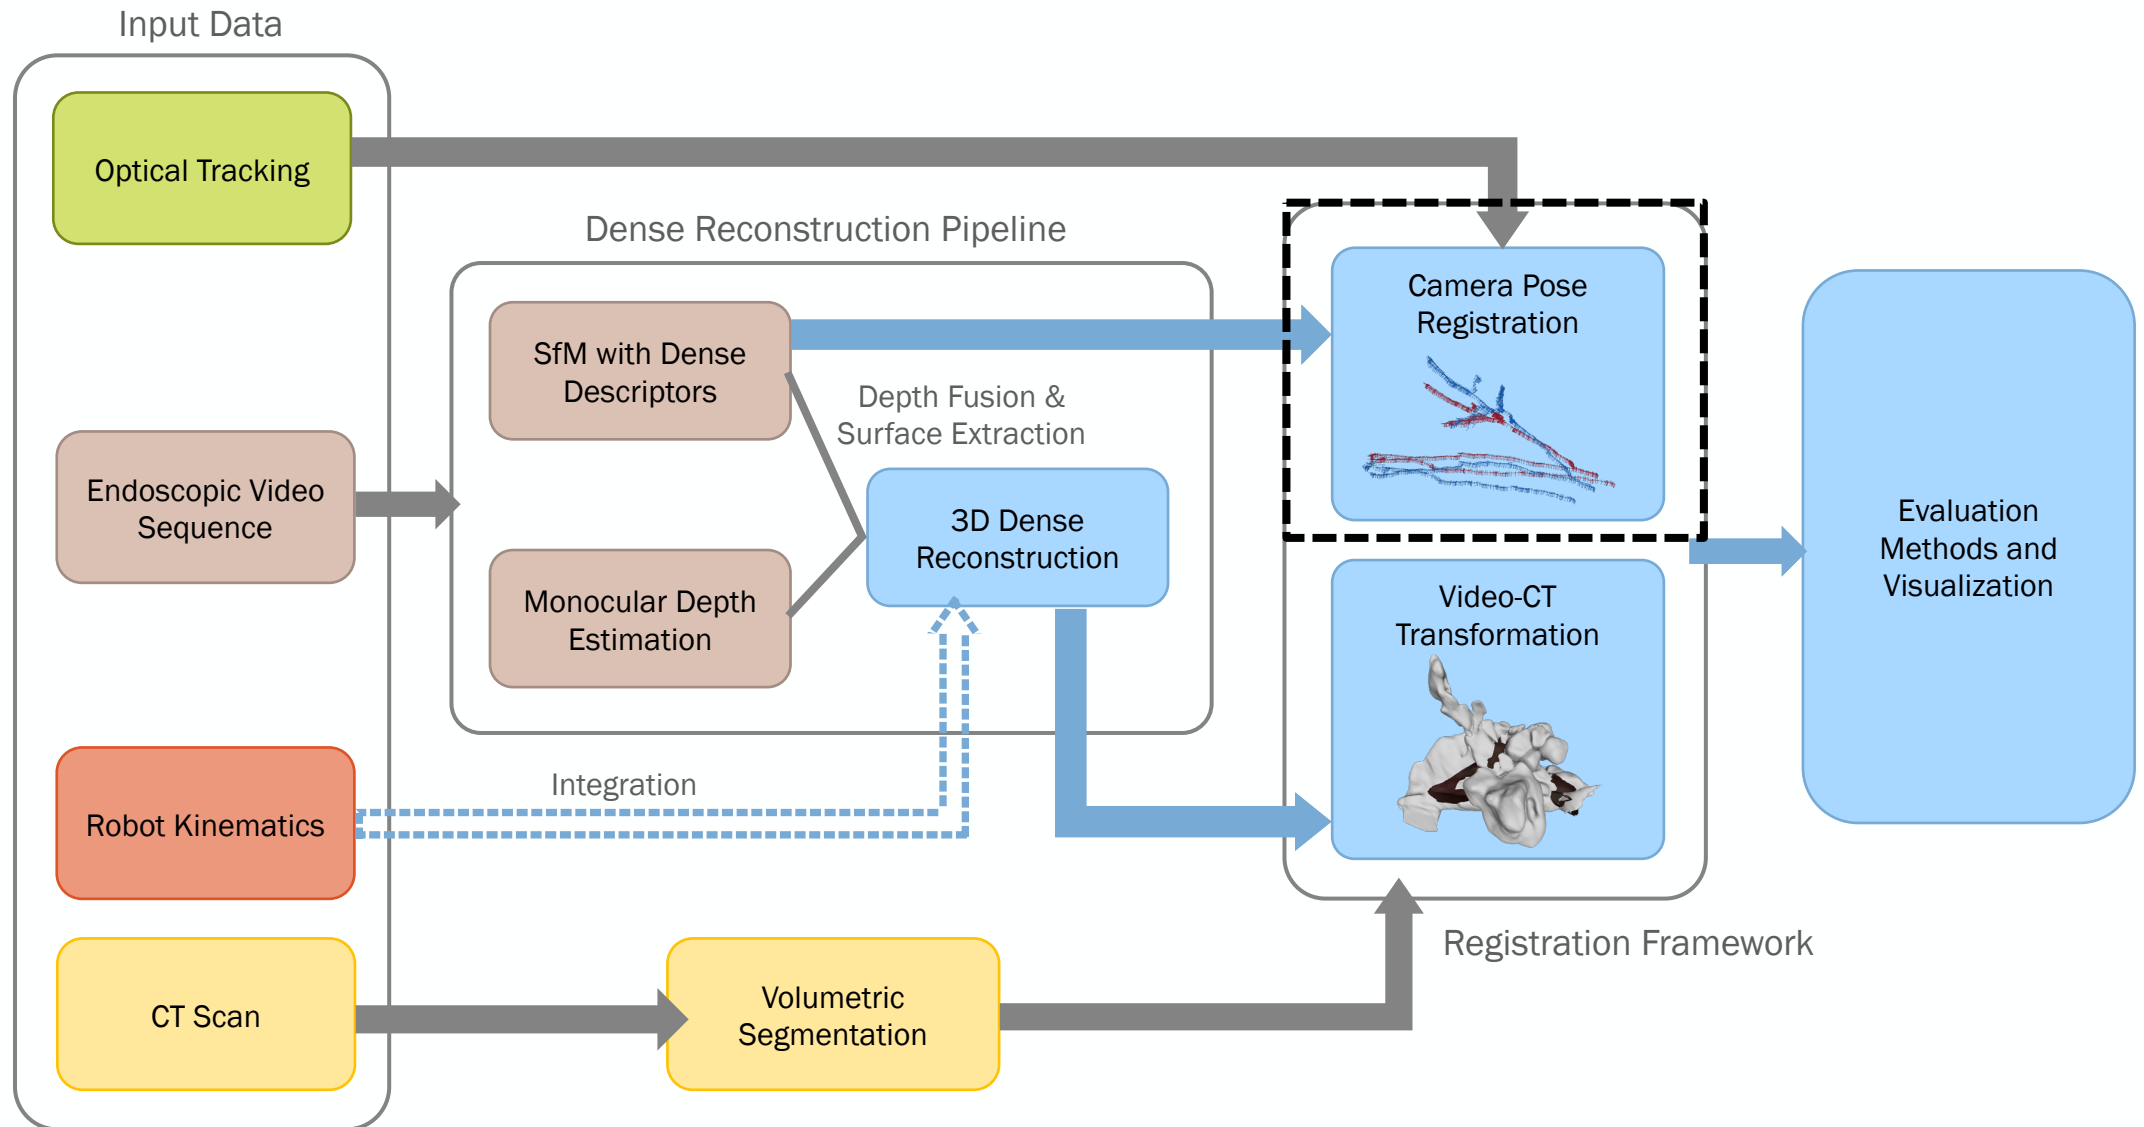 Input Data
Optical Tracking
Endoscopic Video
Sequence
Robot Kinematics
CT Scan
Dense Reconstruction Pipeline
SfM with Dense
Descriptors
Depth Fusion &
Surface Extraction
Monocular Depth
Estimation
3D Dense
Reconstruction
Integration
Volumetric
Segmentation
Camera Pose
Registration
Video-CT
Transformation
Registration Framework
Evaluation
Methods and
Visualization